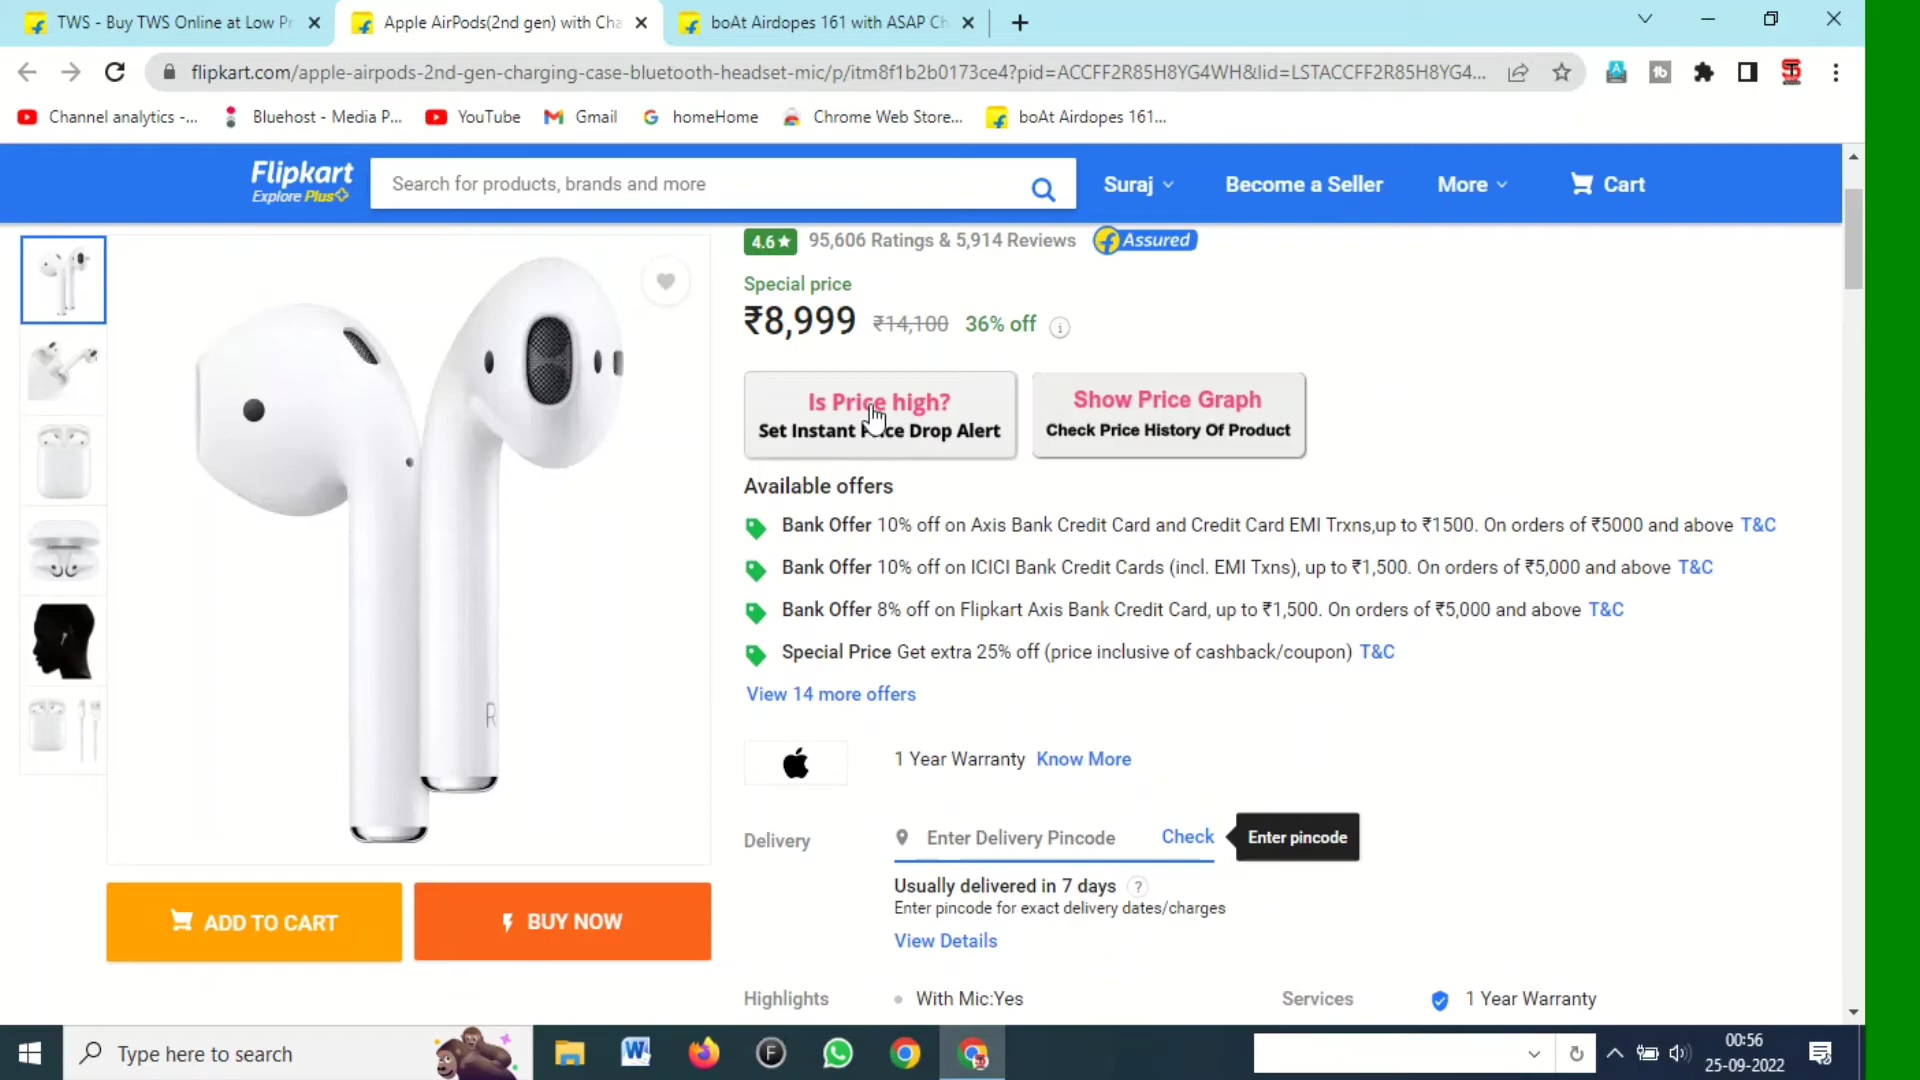 TWS - Buy TWS Online at Low Pr
Apple AirPods(2nd gen) with Cha
boAt Airdopes 161 with ASAP Ch
flipkart.com/apple-airpods-2nd-gen-charging-case-bluetooth-headset-mic/p/itm8f1b2b0173ce4?pid=ACCFF2R85H8YG4WH&lid=LSTACCFF2R85H8YG4...
Channel analytics -...
Bluehost - Media P...
YouTube
Gmail
homeHome
Chrome Web Store...
boAt Airdopes 161...
Flipkart
Explore Plus
Search for products, brands and more
Suraj
Become a Seller
More
Cart
4.6★ 95,606 Ratings & 5,914 Reviews Assured
Special price
₹8,999 ₹14,100 36% off
Is Price high?
Set Instant Price Drop Alert
Show Price Graph
Check Price History Of Product
Available offers
Bank Offer 10% off on Axis Bank Credit Card and Credit Card EMI Trxns,up to ₹1500. On orders of ₹5000 and above T&C
Bank Offer 10% off on ICICI Bank Credit Cards (incl. EMI Txns), up to ₹1,500. On orders of ₹5,000 and above T&C
Bank Offer 8% off on Flipkart Axis Bank Credit Card, up to ₹1,500. On orders of ₹5,000 and above T&C
Special Price Get extra 25% off (price inclusive of cashback/coupon) T&C
View 14 more offers
R
1 Year Warranty Know More
Delivery
Enter Delivery Pincode
Check
Enter pincode
Usually delivered in 7 days ?
Enter pincode for exact delivery dates/charges
View Details
ADD TO CART
BUY NOW
Highlights
With Mic:Yes
Services
1 Year Warranty
Type here to search
00:56
25-09-2022